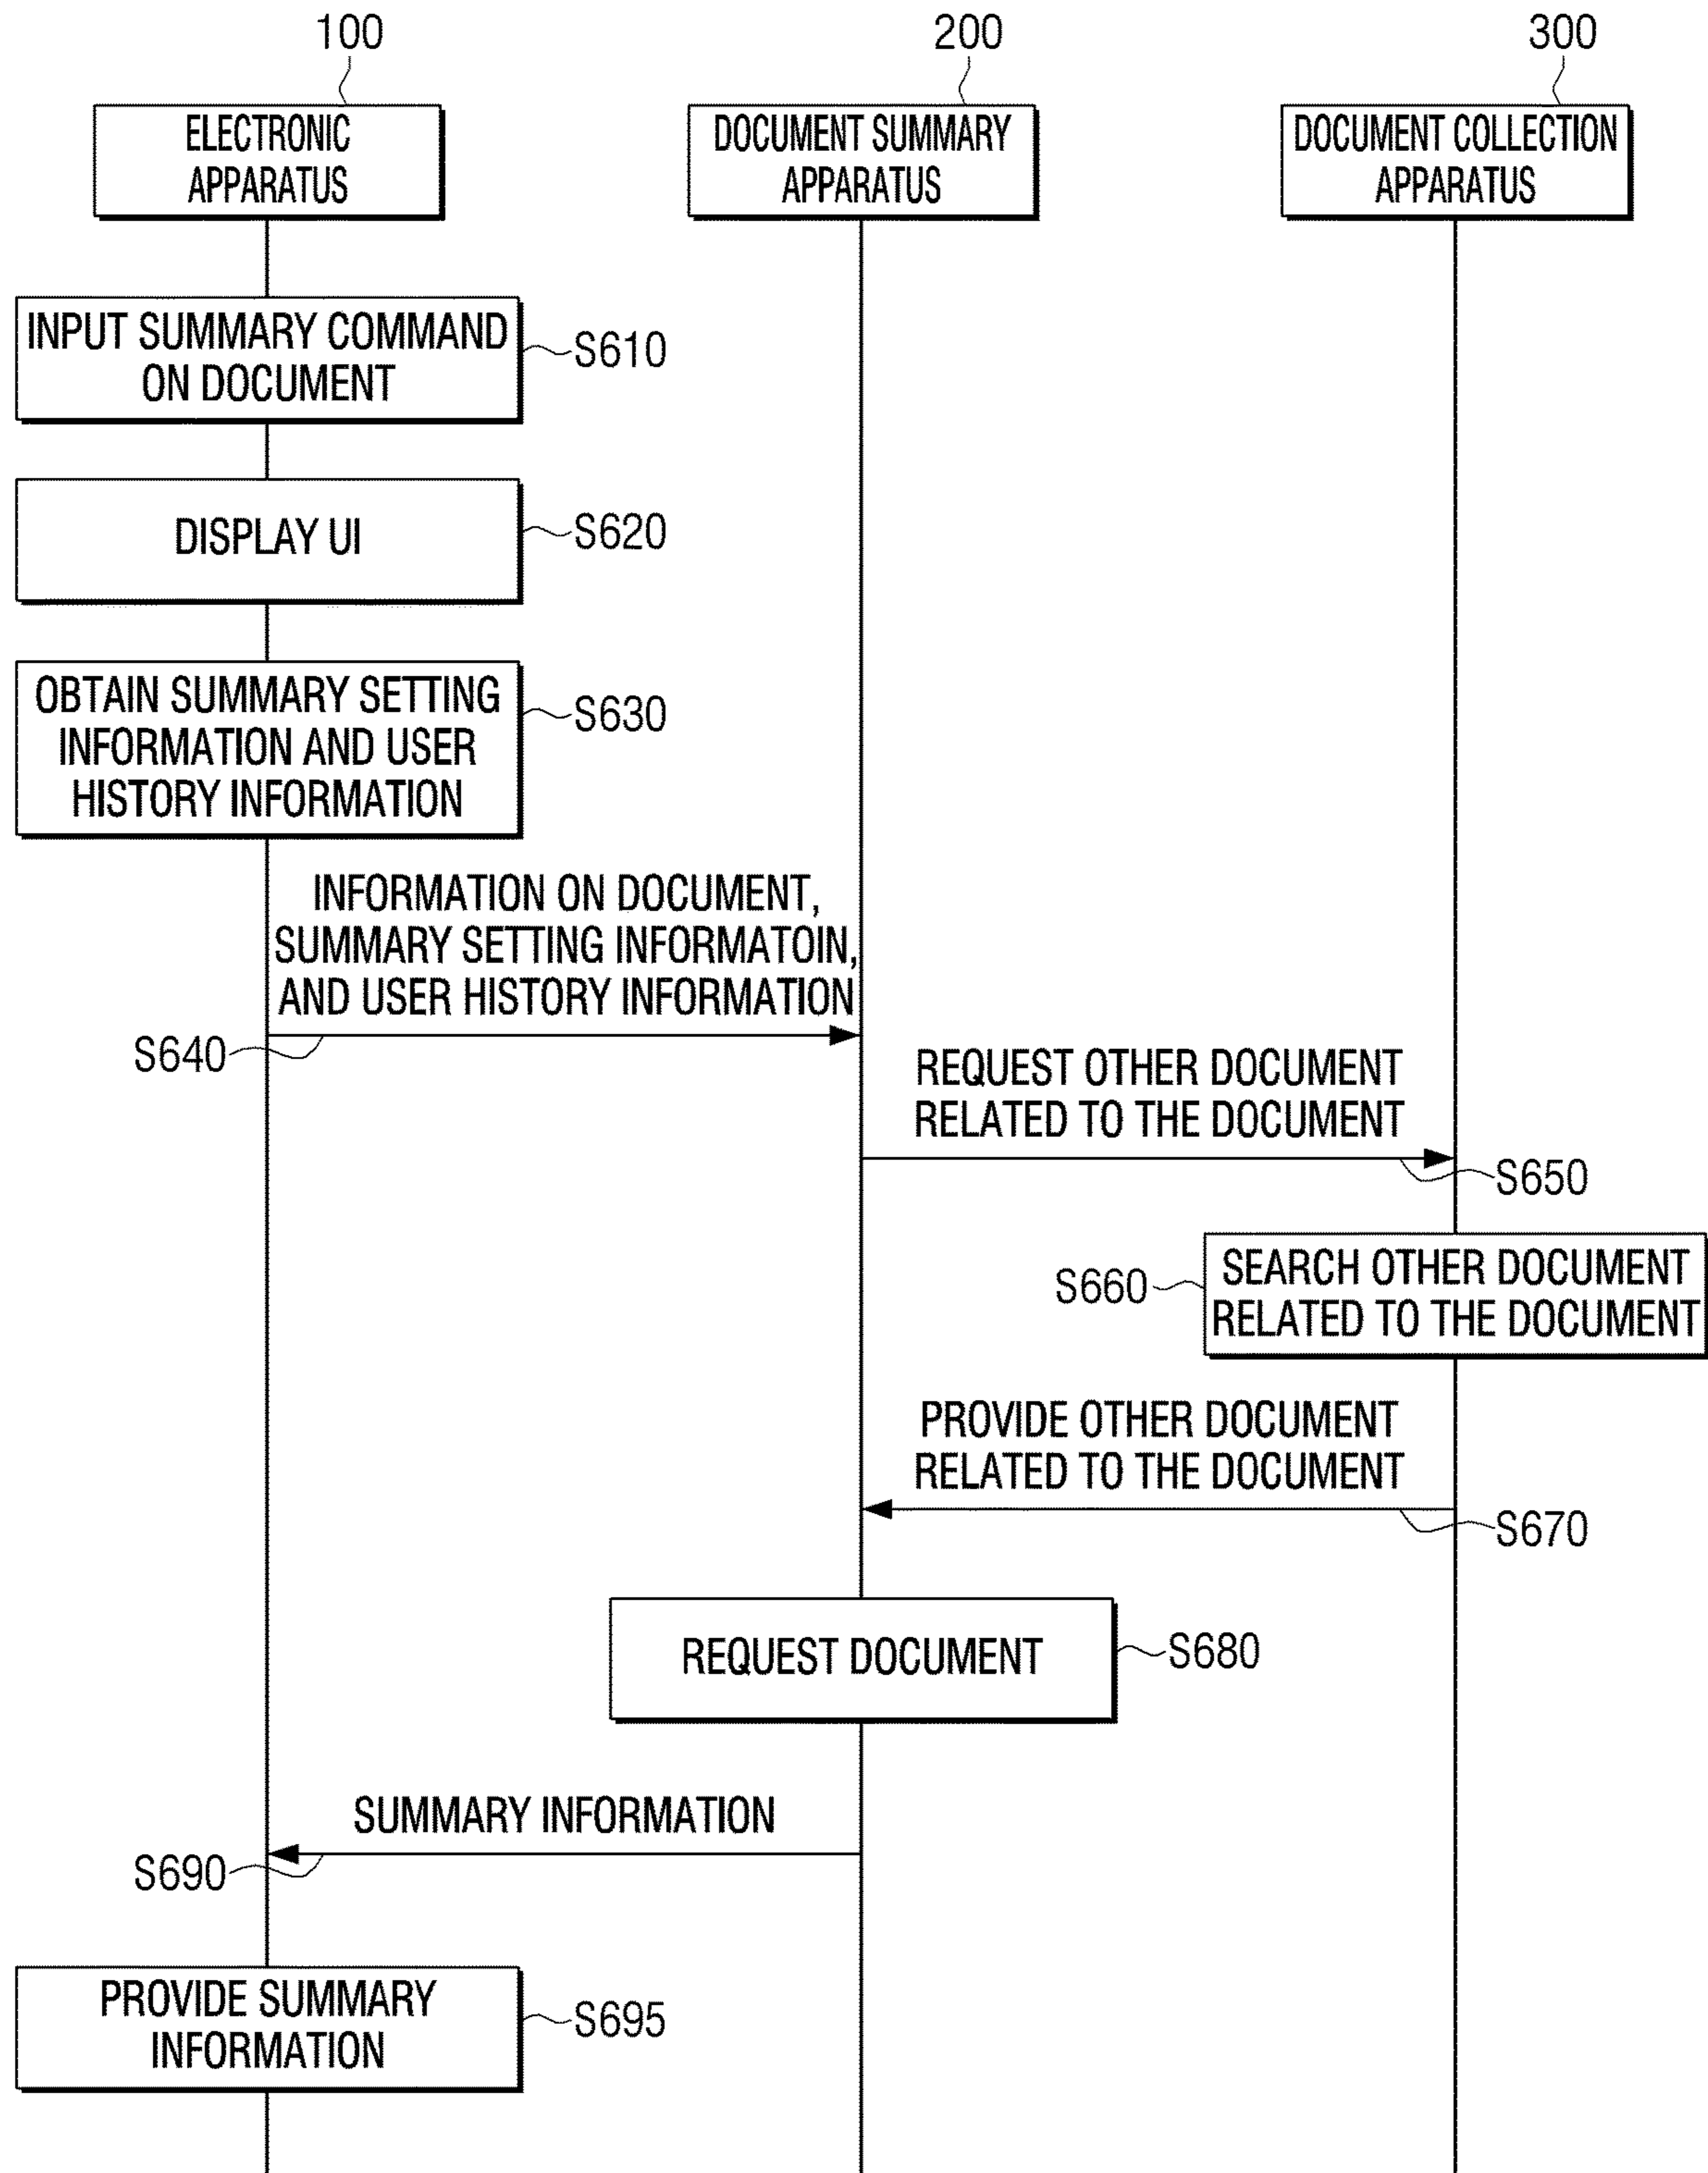 100
200
300
ELECTRONIC
APPARATUS
DOCUMENT SUMMARY
APPARATUS
DOCUMENT COLLECTION
APPARATUS
INPUT SUMMARY COMMAND
ON DOCUMENT
S610
DISPLAY UI
S620
OBTAIN SUMMARY SETTING
INFORMATION AND USER
HISTORY INFORMATION
S630
INFORMATION ON DOCUMENT,
SUMMARY SETTING INFORMATOIN,
AND USER HISTORY INFORMATION
S640
REQUEST OTHER DOCUMENT
RELATED TO THE DOCUMENT
S650
S660
SEARCH OTHER DOCUMENT
RELATED TO THE DOCUMENT
PROVIDE OTHER DOCUMENT
RELATED TO THE DOCUMENT
S670
REQUEST DOCUMENT
S680
SUMMARY INFORMATION
S690
PROVIDE SUMMARY
INFORMATION
S695